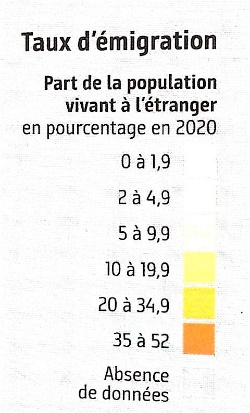 Taux d'émigration
Part de la population
vivant à l'étranger
en pourcentage en 2020
0 à 1,9
2 à 4,9
5 à 9,9
10 à 19,9
20 à 34,9
35 à 52
Absence
de données